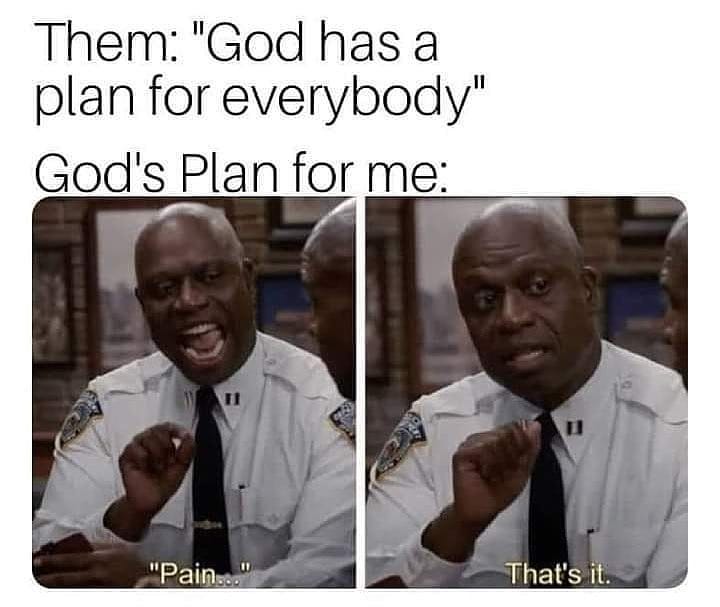 Them: "God has a
plan for everybody"
God's Plan for me:
"Pain..."
That's it.